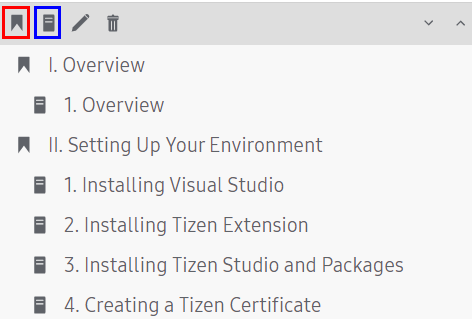 I. Overview
1. Overview
II. Setting Up Your Environment
1. Installing Visual Studio
2. Installing Tizen Extension
3. Installing Tizen Studio and Packages
4. Creating a Tizen Certificate